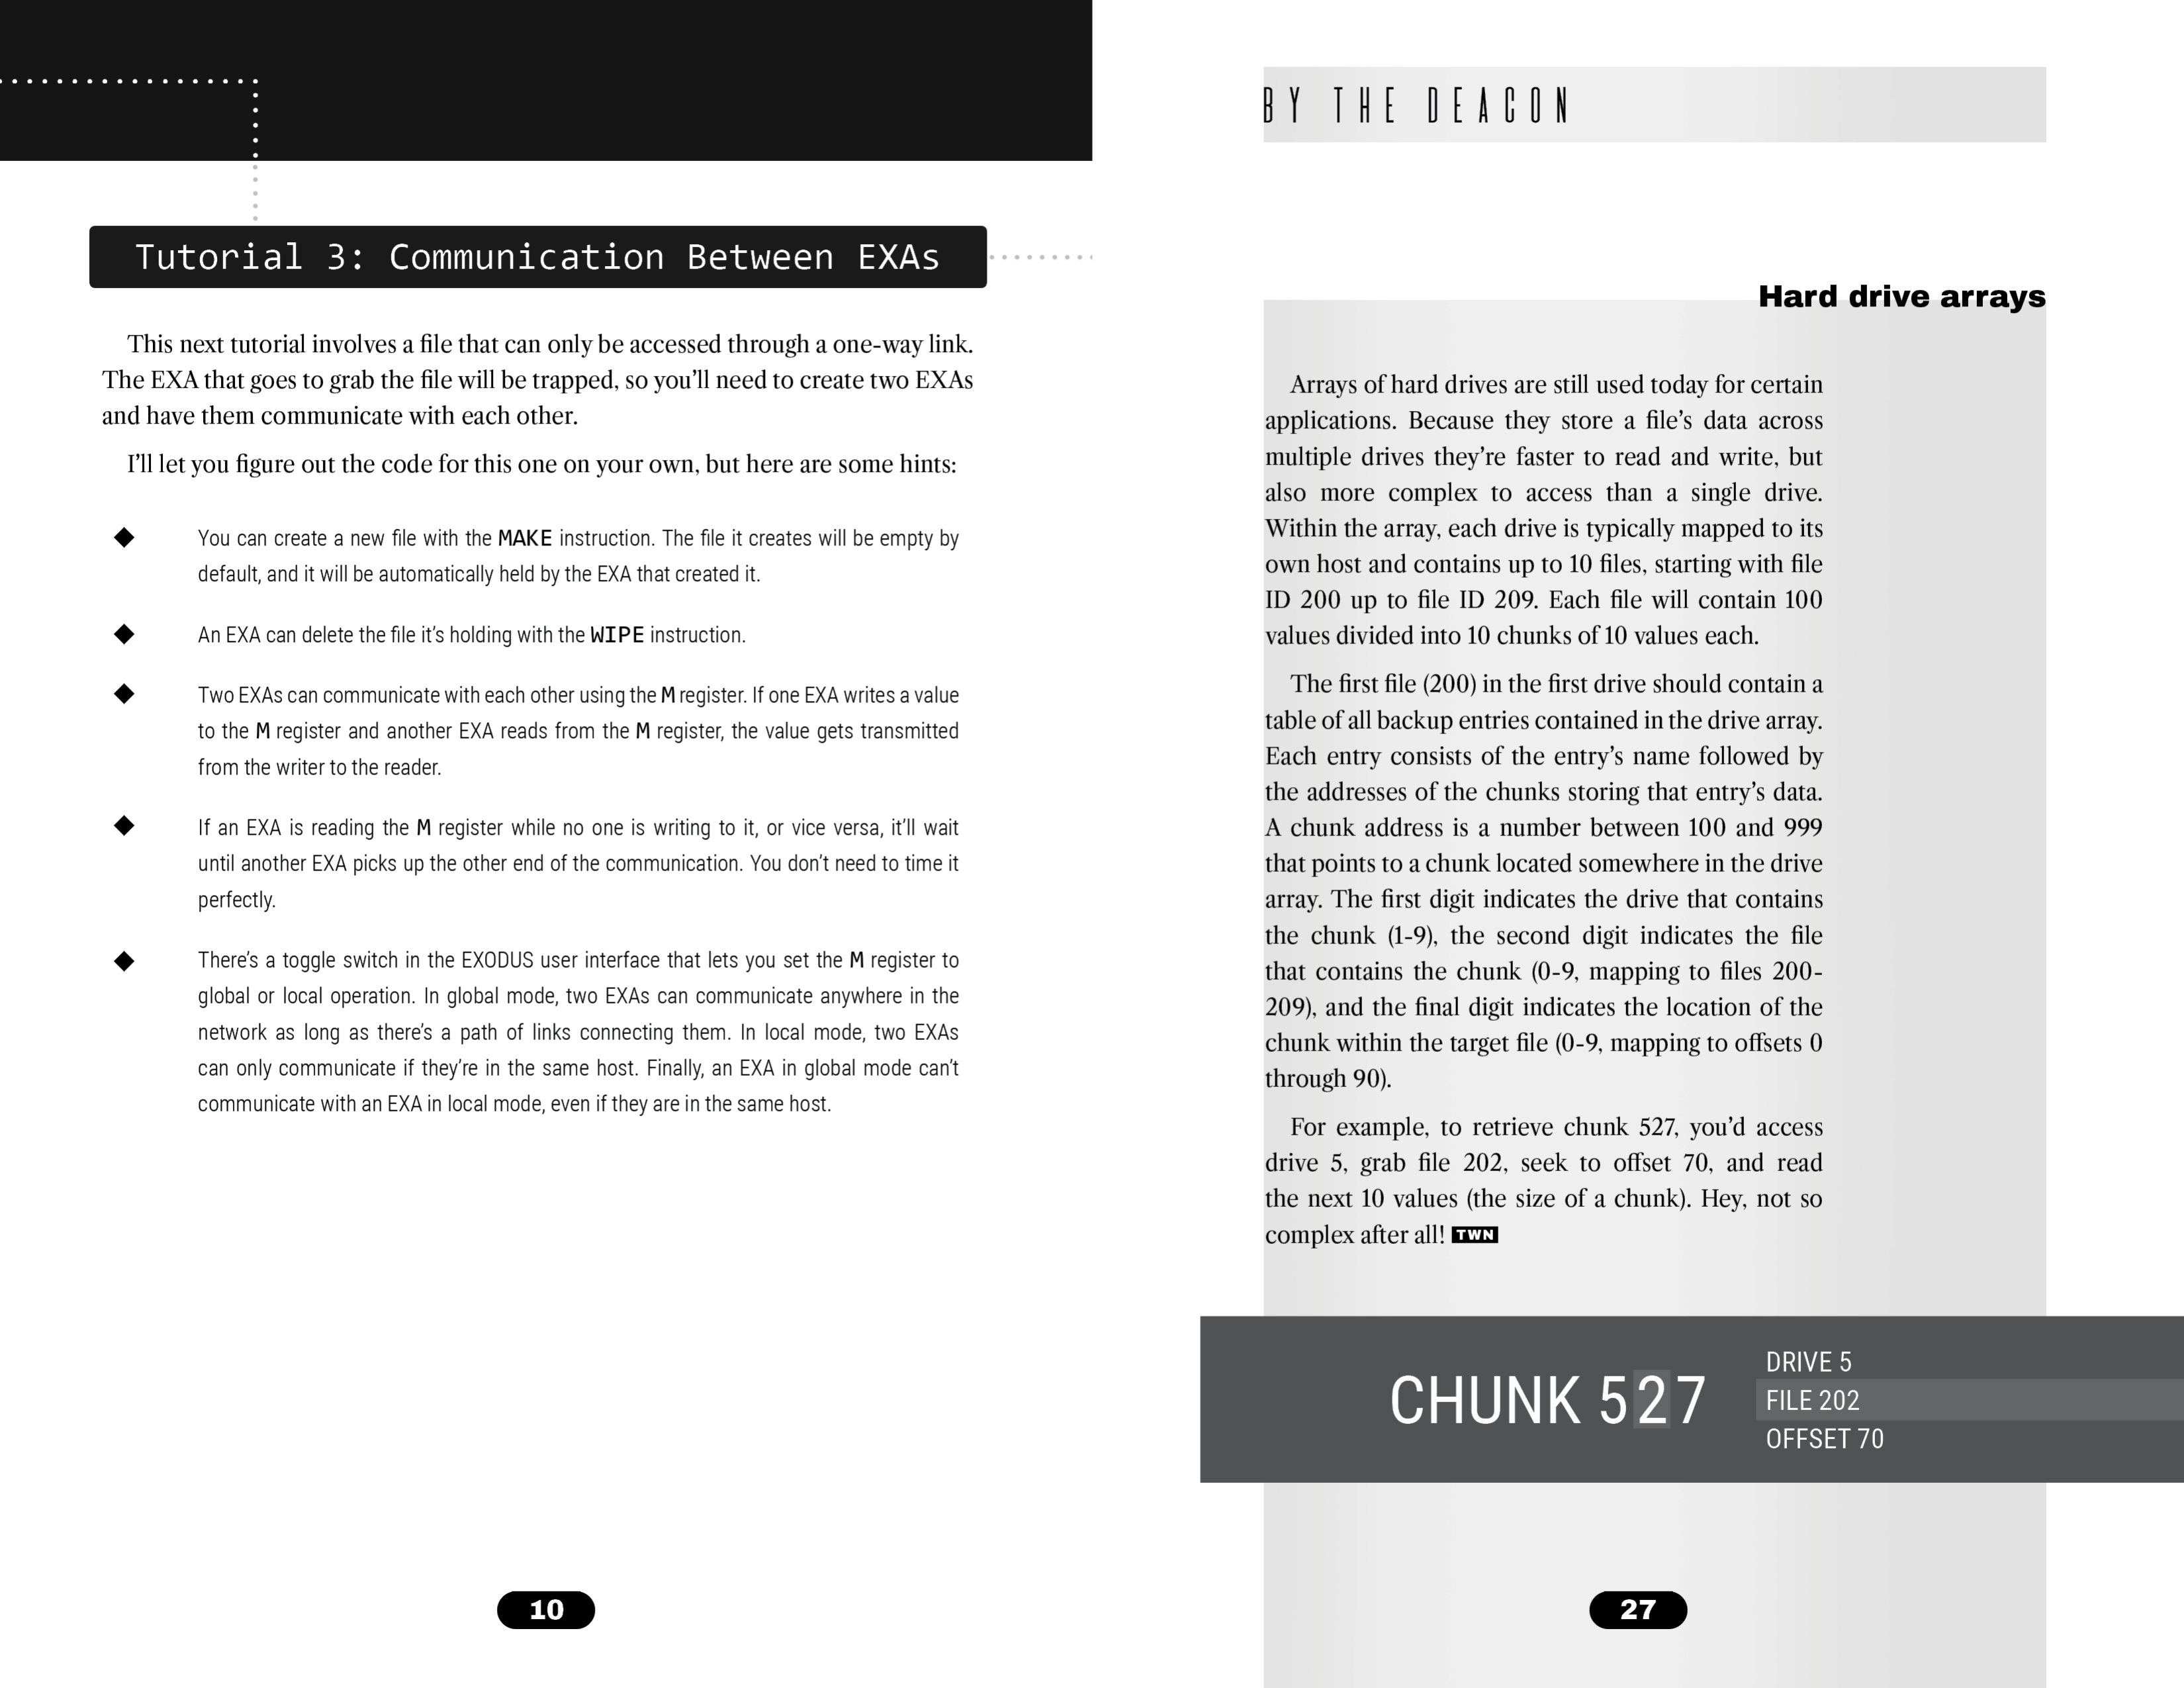 Tutorial 3: Communication Between EXAs
This next tutorial involves a file that can only be accessed through a one-way link.
The EXA that goes to grab the file will be trapped, so you’ll need to create two EXAs
and have them communicate with each other.
I’ll let you figure out the code for this one on your own, but here are some hints:
◆ You can create a new file with the MAKE instruction. The file it creates will be empty by
default, and it will be automatically held by the EXA that created it.
◆ An EXA can delete the file it’s holding with the WIPE instruction.
◆ Two EXAs can communicate with each other using the M register. If one EXA writes a value
to the M register and another EXA reads from the M register, the value gets transmitted
from the writer to the reader.
◆ If an EXA is reading the M register while no one is writing to it, or vice versa, it’ll wait
until another EXA picks up the other end of the communication. You don’t need to time it
perfectly.
◆ There’s a toggle switch in the EXODUS user interface that lets you set the M register to
global or local operation. In global mode, two EXAs can communicate anywhere in the
network as long as there’s a path of links connecting them. In local mode, two EXAs
can only communicate if they’re in the same host. Finally, an EXA in global mode can’t
communicate with an EXA in local mode, even if they are in the same host.
10
BY THE DEACON
Hard drive arrays
Arrays of hard drives are still used today for certain
applications. Because they store a file’s data across
multiple drives they’re faster to read and write, but
also more complex to access than a single drive.
Within the array, each drive is typically mapped to its
own host and contains up to 10 files, starting with file
ID 200 up to file ID 209. Each file will contain 100
values divided into 10 chunks of 10 values each.
The first file (200) in the first drive should contain a
table of all backup entries contained in the drive array.
Each entry consists of the entry’s name followed by
the addresses of the chunks storing that entry’s data.
A chunk address is a number between 100 and 999
that points to a chunk located somewhere in the drive
array. The first digit indicates the drive that contains
the chunk (1-9), the second digit indicates the file
that contains the chunk (0-9, mapping to files 200-
209), and the final digit indicates the location of the
chunk within the target file (0-9, mapping to offsets 0
through 90).
For example, to retrieve chunk 527, you’d access
drive 5, grab file 202, seek to offset 70, and read
the next 10 values (the size of a chunk). Hey, not so
complex after all! TWN
CHUNK 527
DRIVE 5
FILE 202
OFFSET 70
27